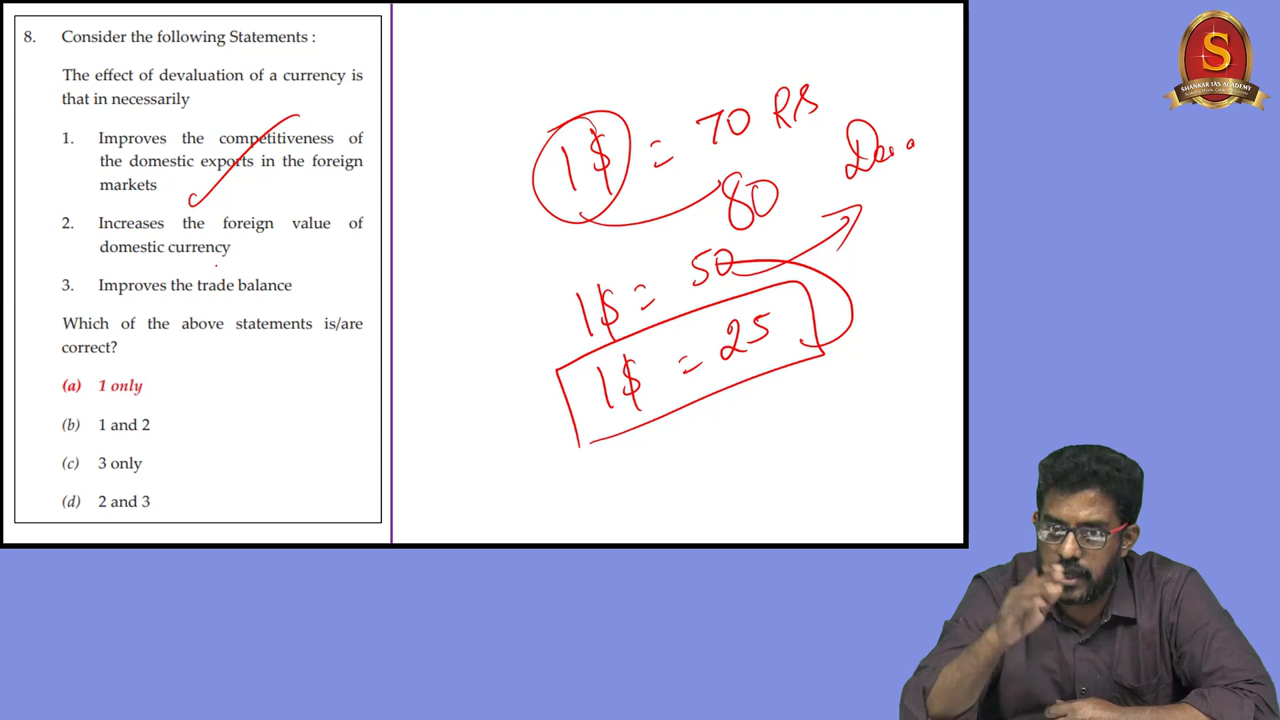 8. Consider the following Statements :
The effect of devaluation of a currency is
that in necessarily
1. Improves the competitiveness of
the domestic exports in the foreign
markets
2. Increases the foreign value of
domestic currency
3. Improves the trade balance
Which of the above statements is/are
correct?
(a) 1 only
(b) 1 and 2
(c) 3 only
(d) 2 and 3
1$ = 70 RS
80
1$ = 50
1$ = 25
S
SHANKAR IAS ACADEMY